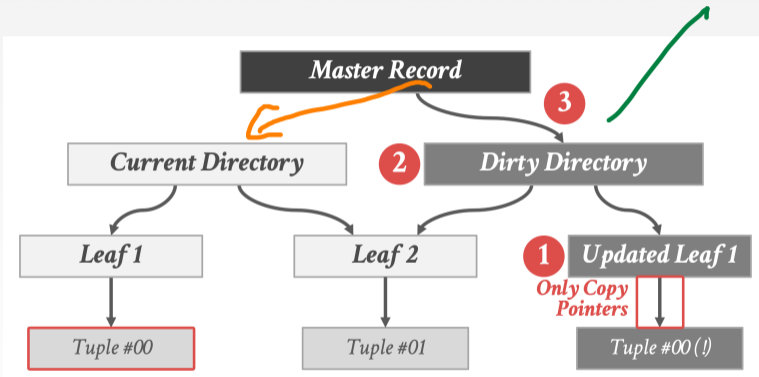 Master Record
3
Current Directory
2
Dirty Directory
Leaf 1
Leaf 2
1
Updated Leaf 1
Only Copy
Pointers
Tuple #00
Tuple #01
Tuple #00 (!)